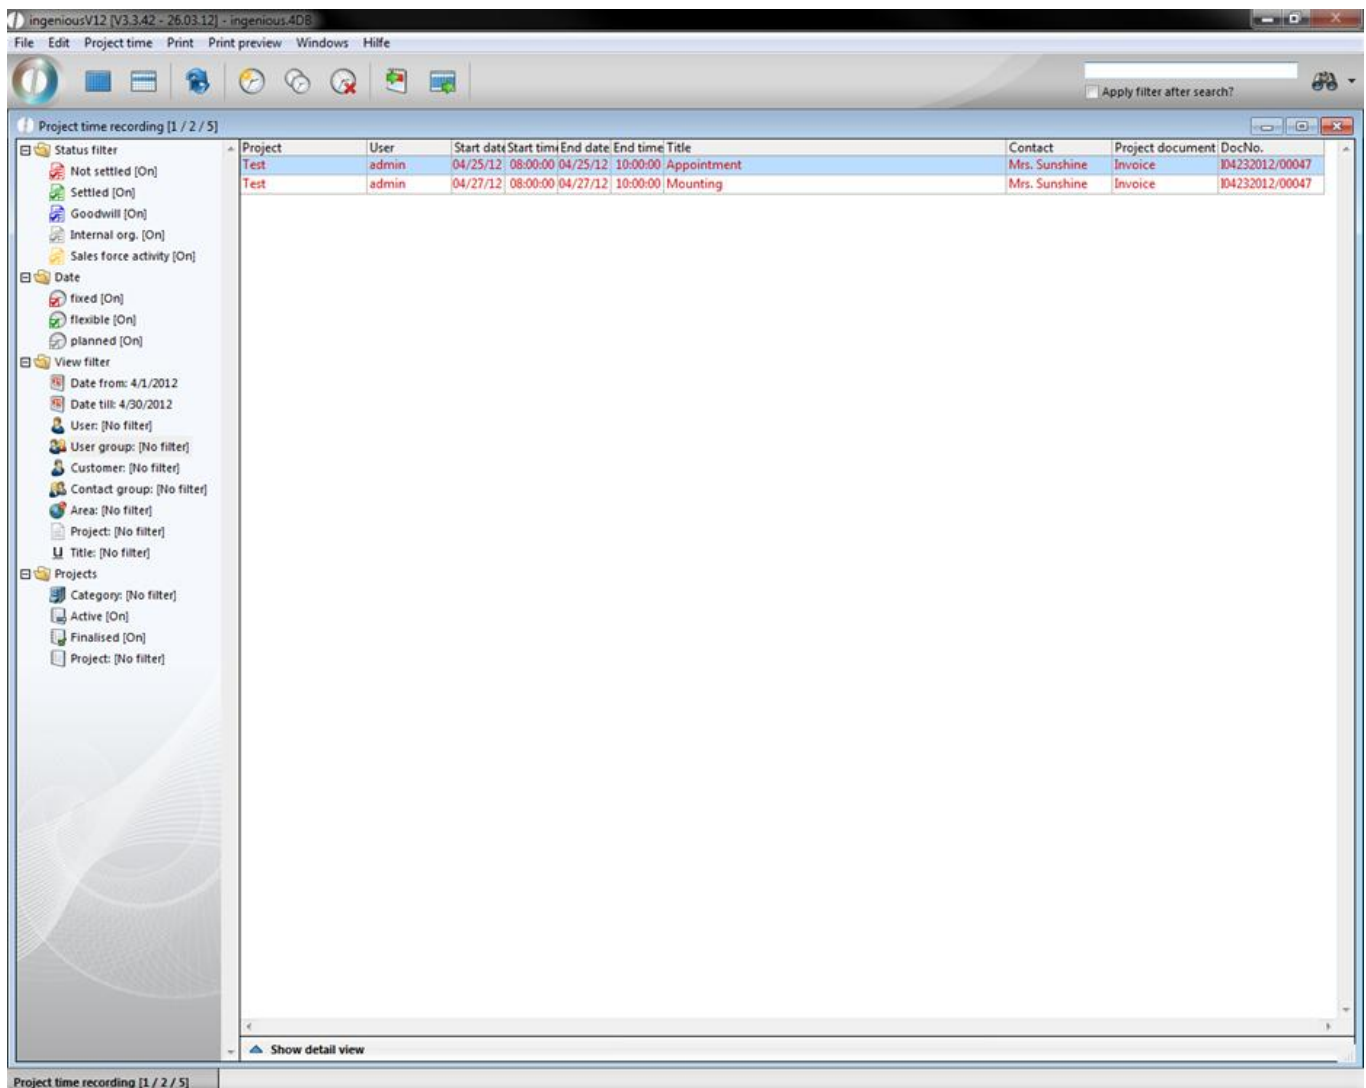 ingeniousV12 [V3.3.42 - 26.03.12] - ingenious.4DB
File Edit Project time Print Print preview Windows Hilfe
Apply filter after search?
Project time recording [1 / 2 / 5]
Status filter
Not settled [On]
Settled [On]
Goodwill [On]
Internal org. [On]
Sales force activity [On]
Date
fixed [On]
flexible [On]
planned [On]
View filter
Date from: 4/1/2012
Date till: 4/30/2012
User: [No filter]
User group: [No filter]
Customer: [No filter]
Contact group: [No filter]
Area: [No filter]
Project: [No filter]
U Title: [No filter]
Projects
Category: [No filter]
Active [On]
Finalised [On]
Project: [No filter]
Project User Start date Start time End date End time Title Contact Project document DocNo.
Test admin 04/25/12 08:00:00 04/25/12 10:00:00 Appointment Mrs. Sunshine Invoice I04232012/00047
Test admin 04/27/12 08:00:00 04/27/12 10:00:00 Mounting Mrs. Sunshine Invoice I04232012/00047
Show detail view
Project time recording [1 / 2 / 5]